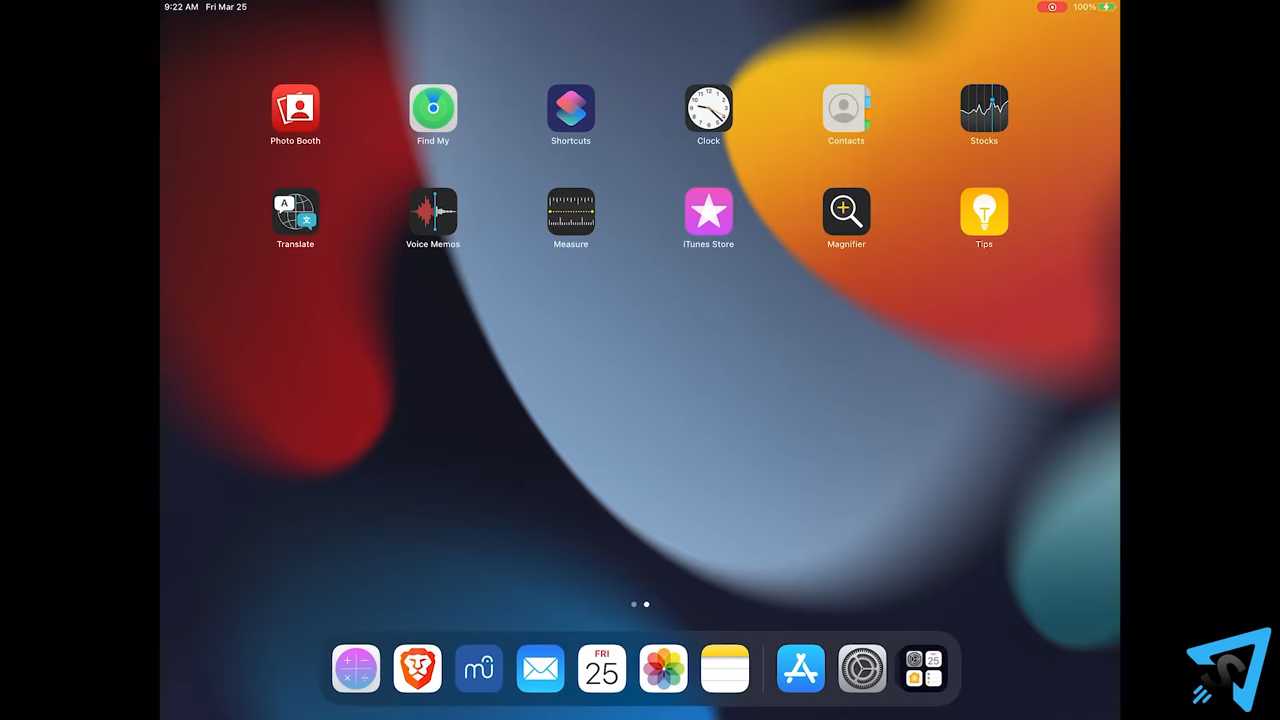 9:22 AM Fri Mar 25
100%
Photo Booth
Find My
Shortcuts
Clock
Contacts
Stocks
Translate
Voice Memos
Measure
iTunes Store
Magnifier
Tips
FRI
25
25